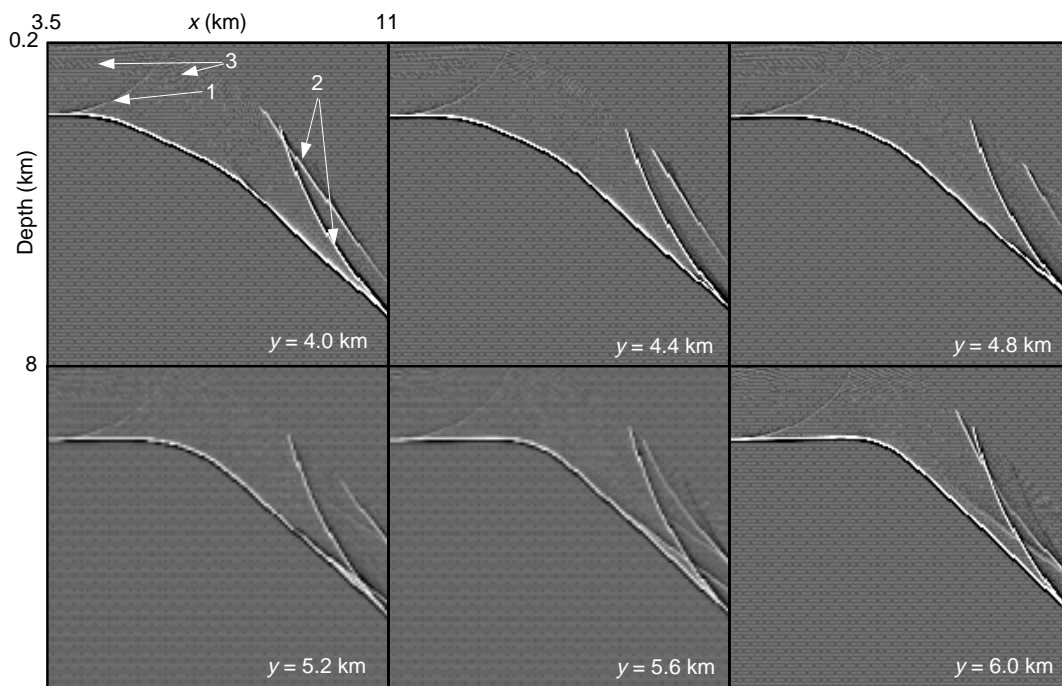 3.5 x (km) 11
0.2
3
1
2
Depth (km)
y = 4.0 km
y = 4.4 km
y = 4.8 km
8
y = 5.2 km
y = 5.6 km
y = 6.0 km